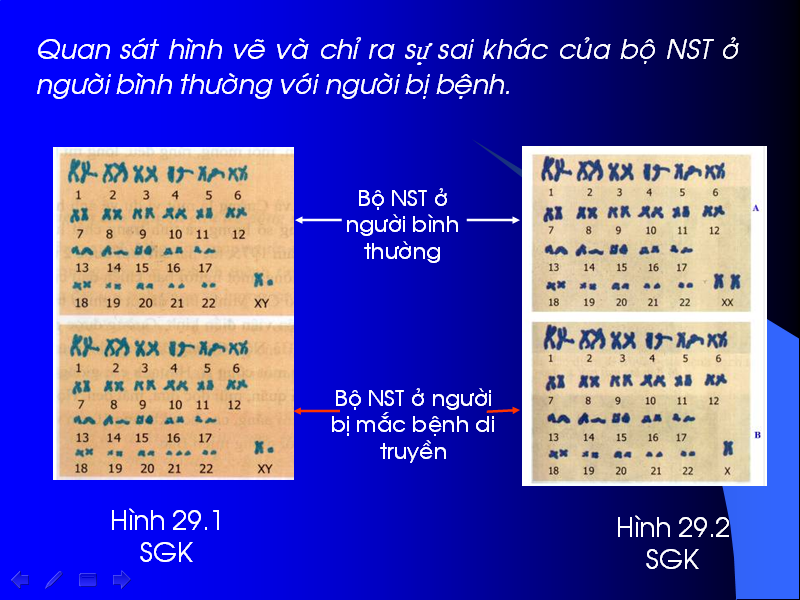 Quan sát hình vẽ và chỉ ra sự sai khác của bộ NST ở
người bình thường với người bị bệnh.
Bộ NST ở
người bình
thường
Bộ NST ở người
bị mắc bệnh di
truyền
1 2 3 4 5 6
7 8 9 10 11 12
13 14 15 16 17
18 19 20 21 22 XY
1 2 3 4 5 6
7 8 9 10 11 12
13 14 15 16 17
18 19 20 21 22 XY
Hình 29.1
SGK
1 2 3 4 5 6
A
7 8 9 10 11 12
13 14 15 16 17
18 19 20 21 22 XX
1 2 3 4 5 6
7 8 9 10 11 12
13 14 15 16 17
B
18 19 20 21 22 X
Hình 29.2
SGK